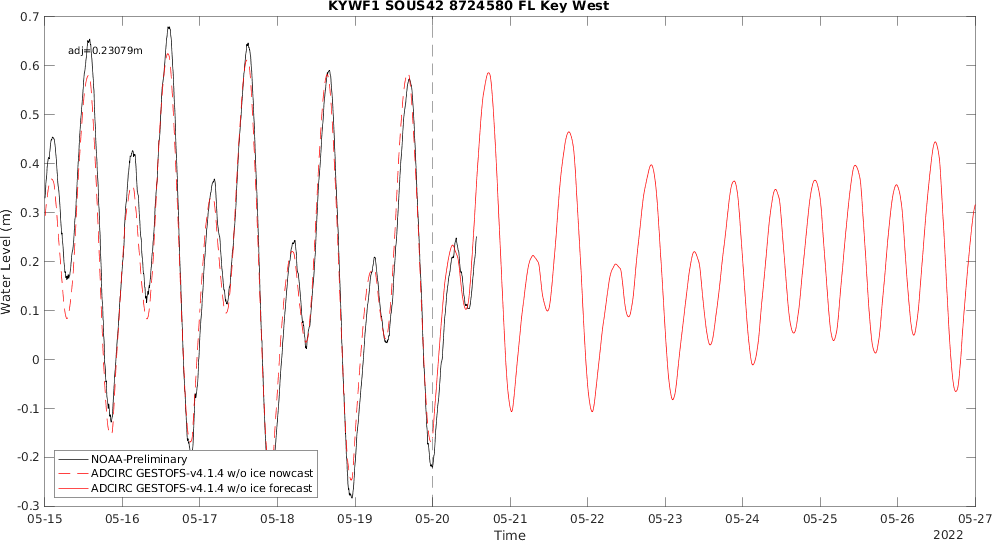 KYWF1 SOUS42 8724580 FL Key West
adj=0.23079m
Water Level (m)
0.7
0.6
0.5
0.4
0.3
0.2
0.1
0
-0.1
-0.2
-0.3
NOAA-Preliminary
ADCIRC GESTOFS-v4.1.4 w/o ice nowcast
ADCIRC GESTOFS-v4.1.4 w/o ice forecast
05-15 05-16 05-17 05-18 05-19 05-20 05-21 05-22 05-23 05-24 05-25 05-26 05-27
Time
2022